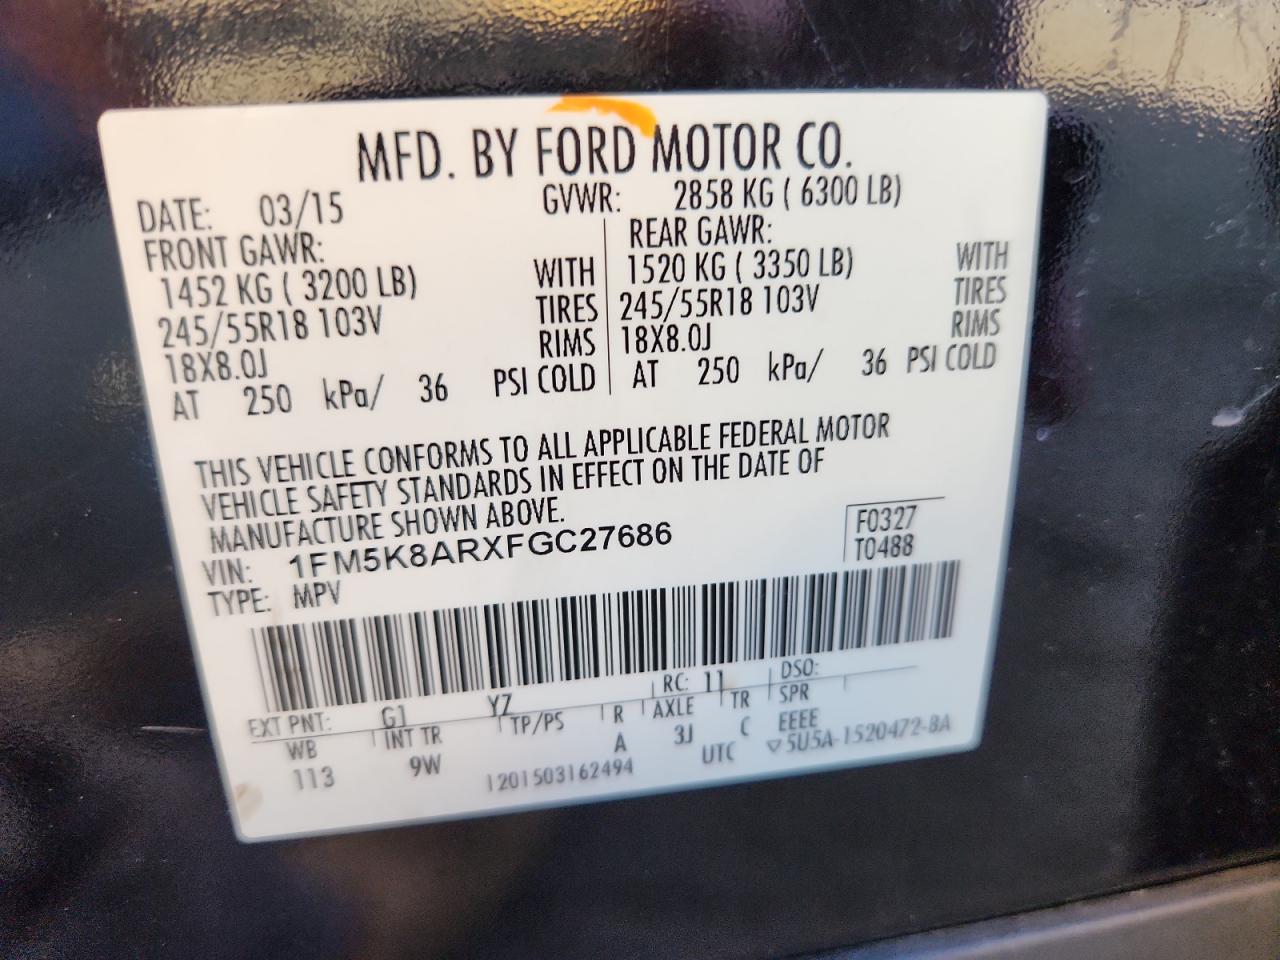 MFD. BY FORD MOTOR CO.
DATE: 03/15 GVWR: 2858 KG ( 6300 LB)
FRONT GAWR: REAR GAWR:
1452 KG ( 3200 LB) WITH 1520 KG ( 3350 LB) WITH
245/55R18 103V TIRES 245/55R18 103V TIRES
18X8.0J RIMS 18X8.0J RIMS
AT 250 kPa/ 36 PSI COLD AT 250 kPa/ 36 PSI COLD
THIS VEHICLE CONFORMS TO ALL APPLICABLE FEDERAL MOTOR
VEHICLE SAFETY STANDARDS IN EFFECT ON THE DATE OF
MANUFACTURE SHOWN ABOVE.
VIN: 1FM5K8ARXFGC27686 F0327
TYPE: MPV T0488
EXT PNT: G1 YZ RC: 11 DSO:
WB INT TR TP/PS R AXLE TR SPR
113 9W A 3J C EEEE
1201503162494 UTC ▽5U5A-1520472-BA